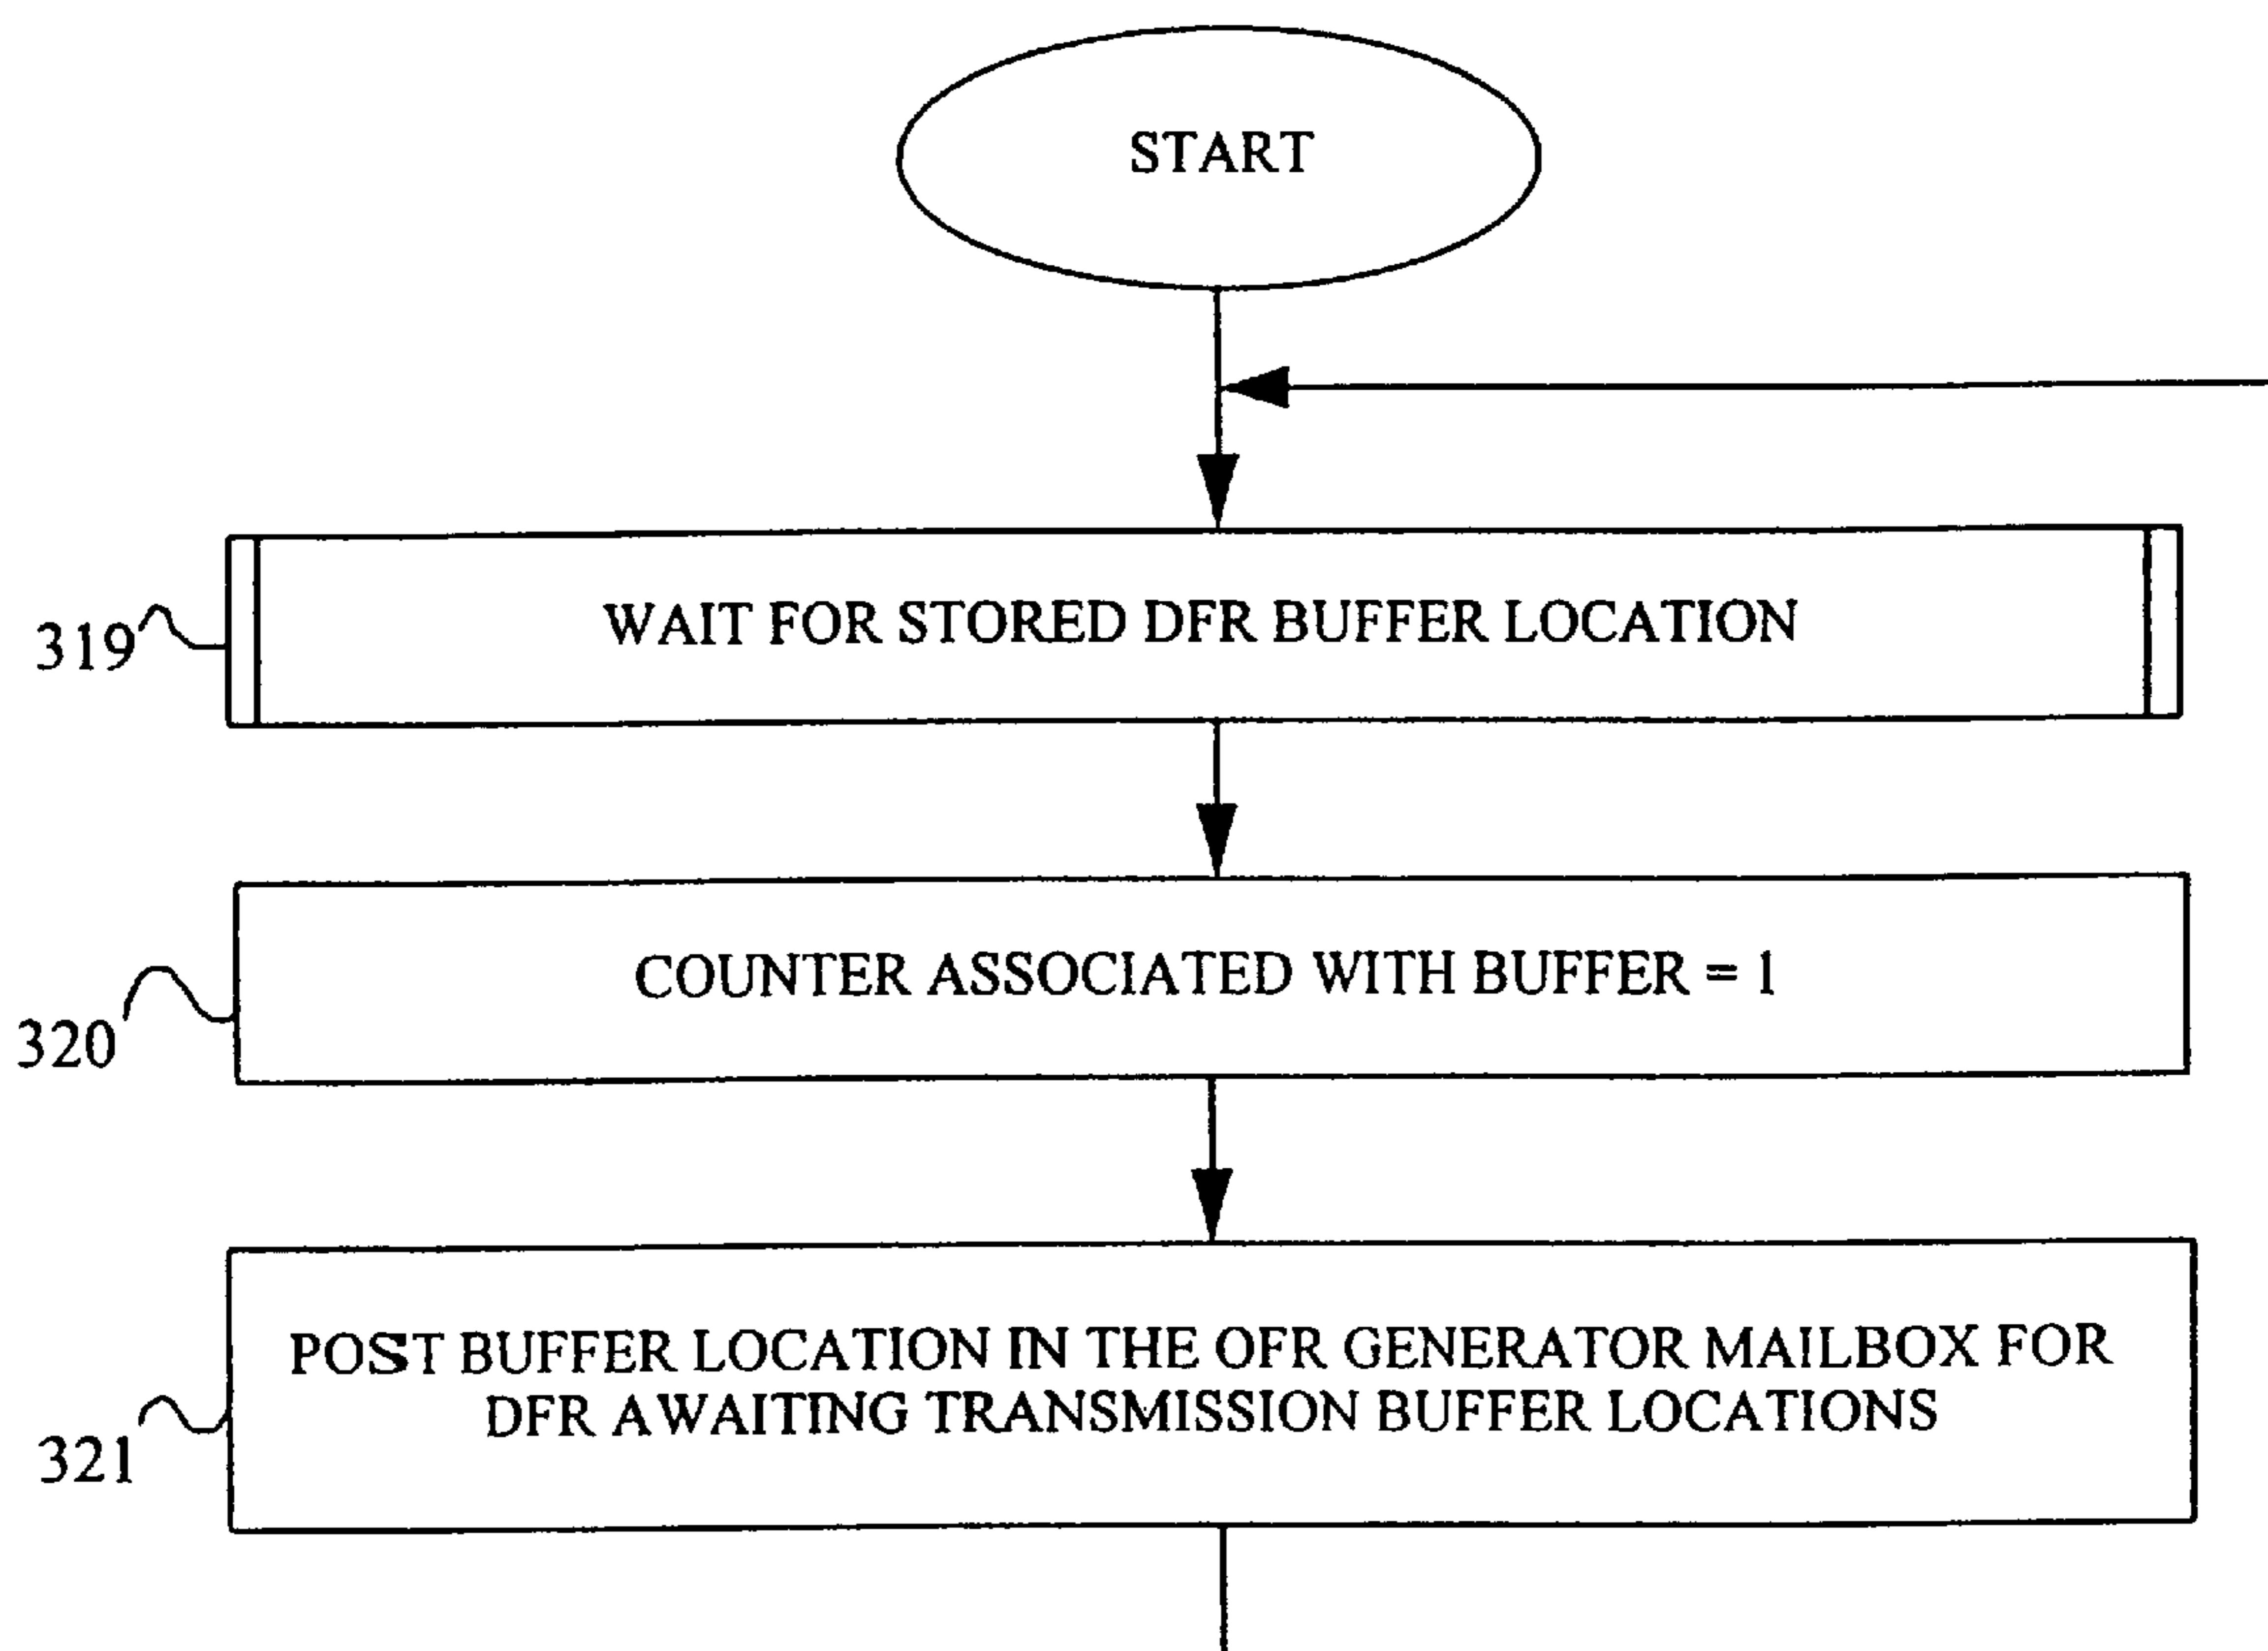 START
319
WAIT FOR STORED DFR BUFFER LOCATION
320
COUNTER ASSOCIATED WITH BUFFER = 1
321
POST BUFFER LOCATION IN THE OFR GENERATOR MAILBOX FOR
DFR AWAITING TRANSMISSION BUFFER LOCATIONS